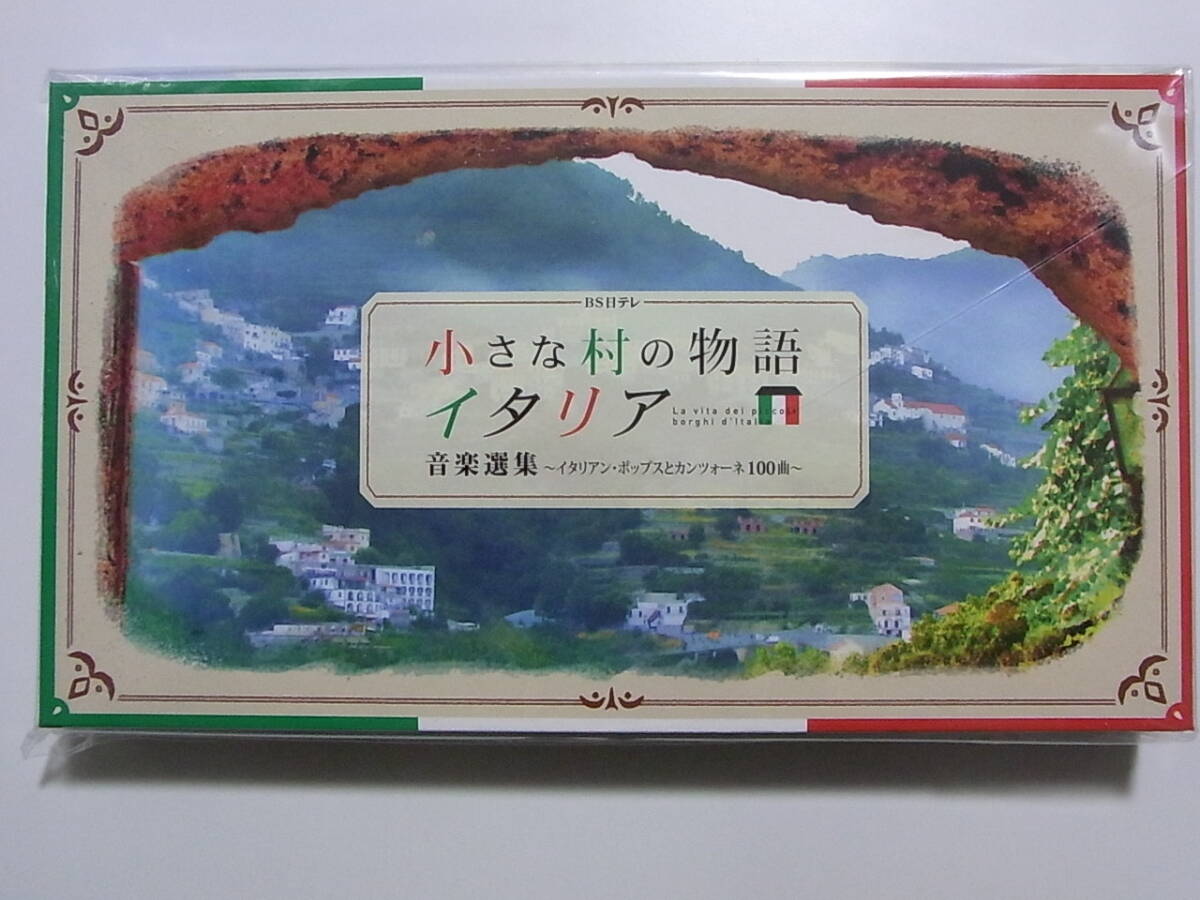 BS日テレ
小さな村の物語
イタリア
La vita dei piccoli
borghi d'Italia
音楽選集 ~イタリアン・ポップスとカンツォーネ100曲~